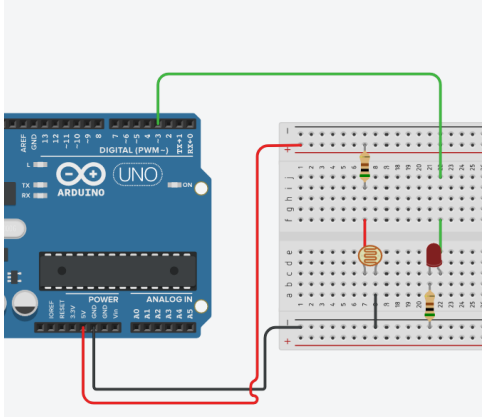 AREF
GND
13
12
~11
~10
~9
8
7
~6
~5
4
~3
2
TX→1
RX←0
DIGITAL (PWM~)
L
TX
RX
UNO
ARDUINO
ON
POWER
ANALOG IN
IOREF
RESET
3.3V
5V
GND
GND
Vin
A0
A1
A2
A3
A4
A5
j
i
h
g
f
e
d
c
b
a